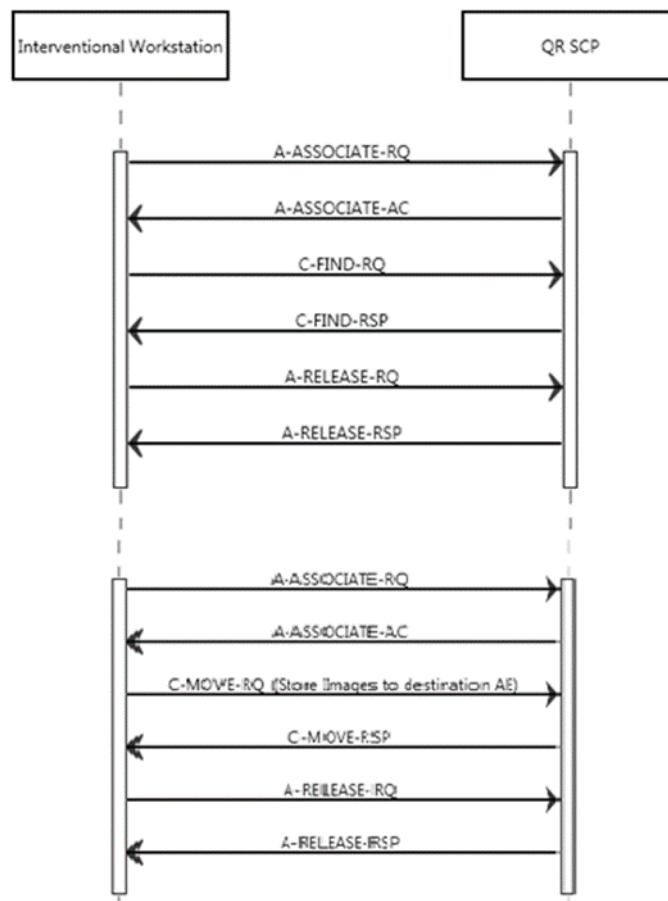 Interventional Workstation
QR SCP
A-ASSOCIATE-RQ
A-ASSOCIATE-AC
C-FIND-RQ
C-FIND-RSP
A-RELEASE-RQ
A-RELEASE-RSP
A-ASSOCIATE-RQ
A-ASSOCIATE-AC
C-MOVE-RQ (Store Images to destination AE)
C-MOVE-RSP
A-RELEASE-RQ
A-RELEASE-RSP